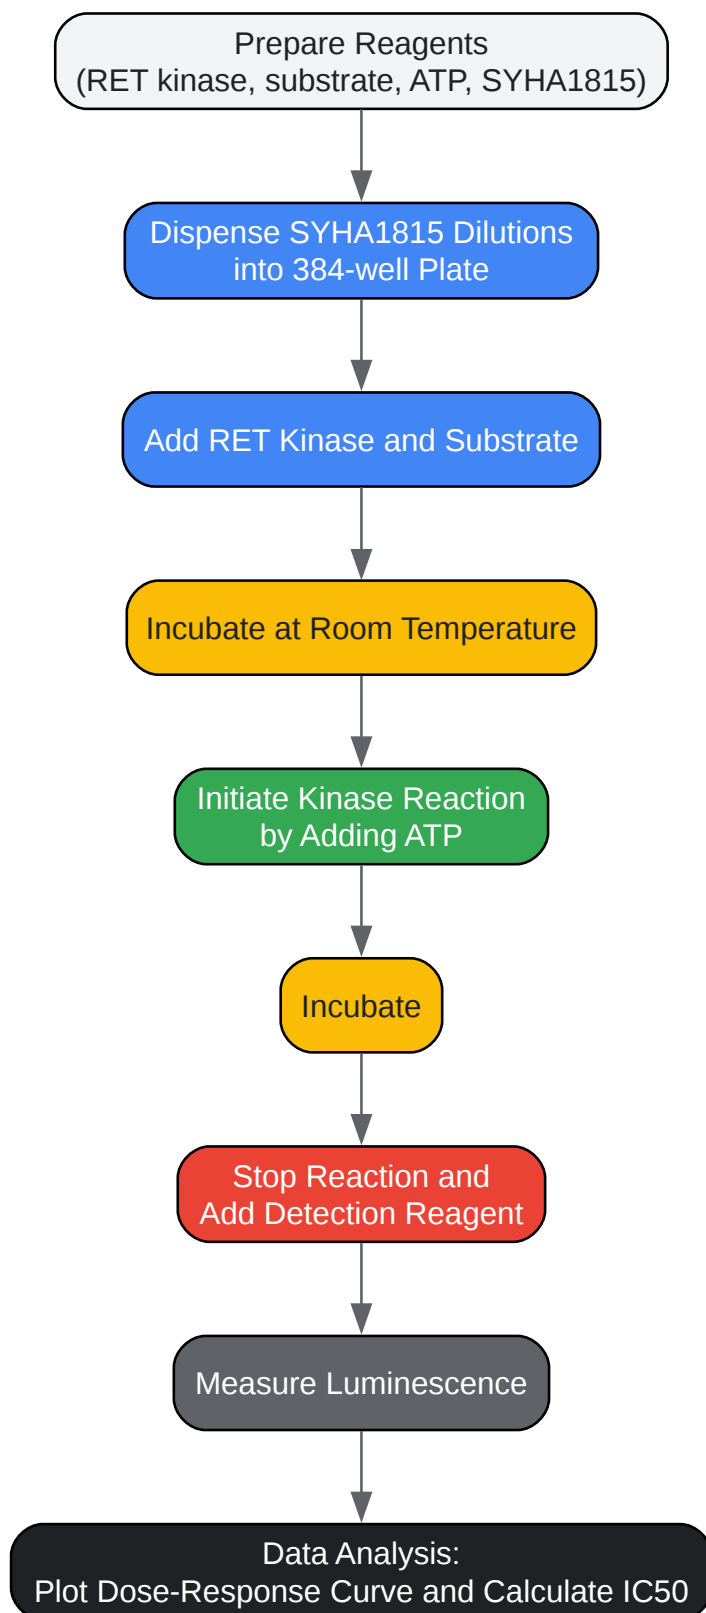 Prepare Reagents
(RET kinase, substrate, ATP, SYHA1815)
Dispense SYHA1815 Dilutions
into 384-well Plate
Add RET Kinase and Substrate
Incubate at Room Temperature
Initiate Kinase Reaction
by Adding ATP
Incubate
Stop Reaction and
Add Detection Reagent
Measure Luminescence
Data Analysis:
Plot Dose-Response Curve and Calculate IC50